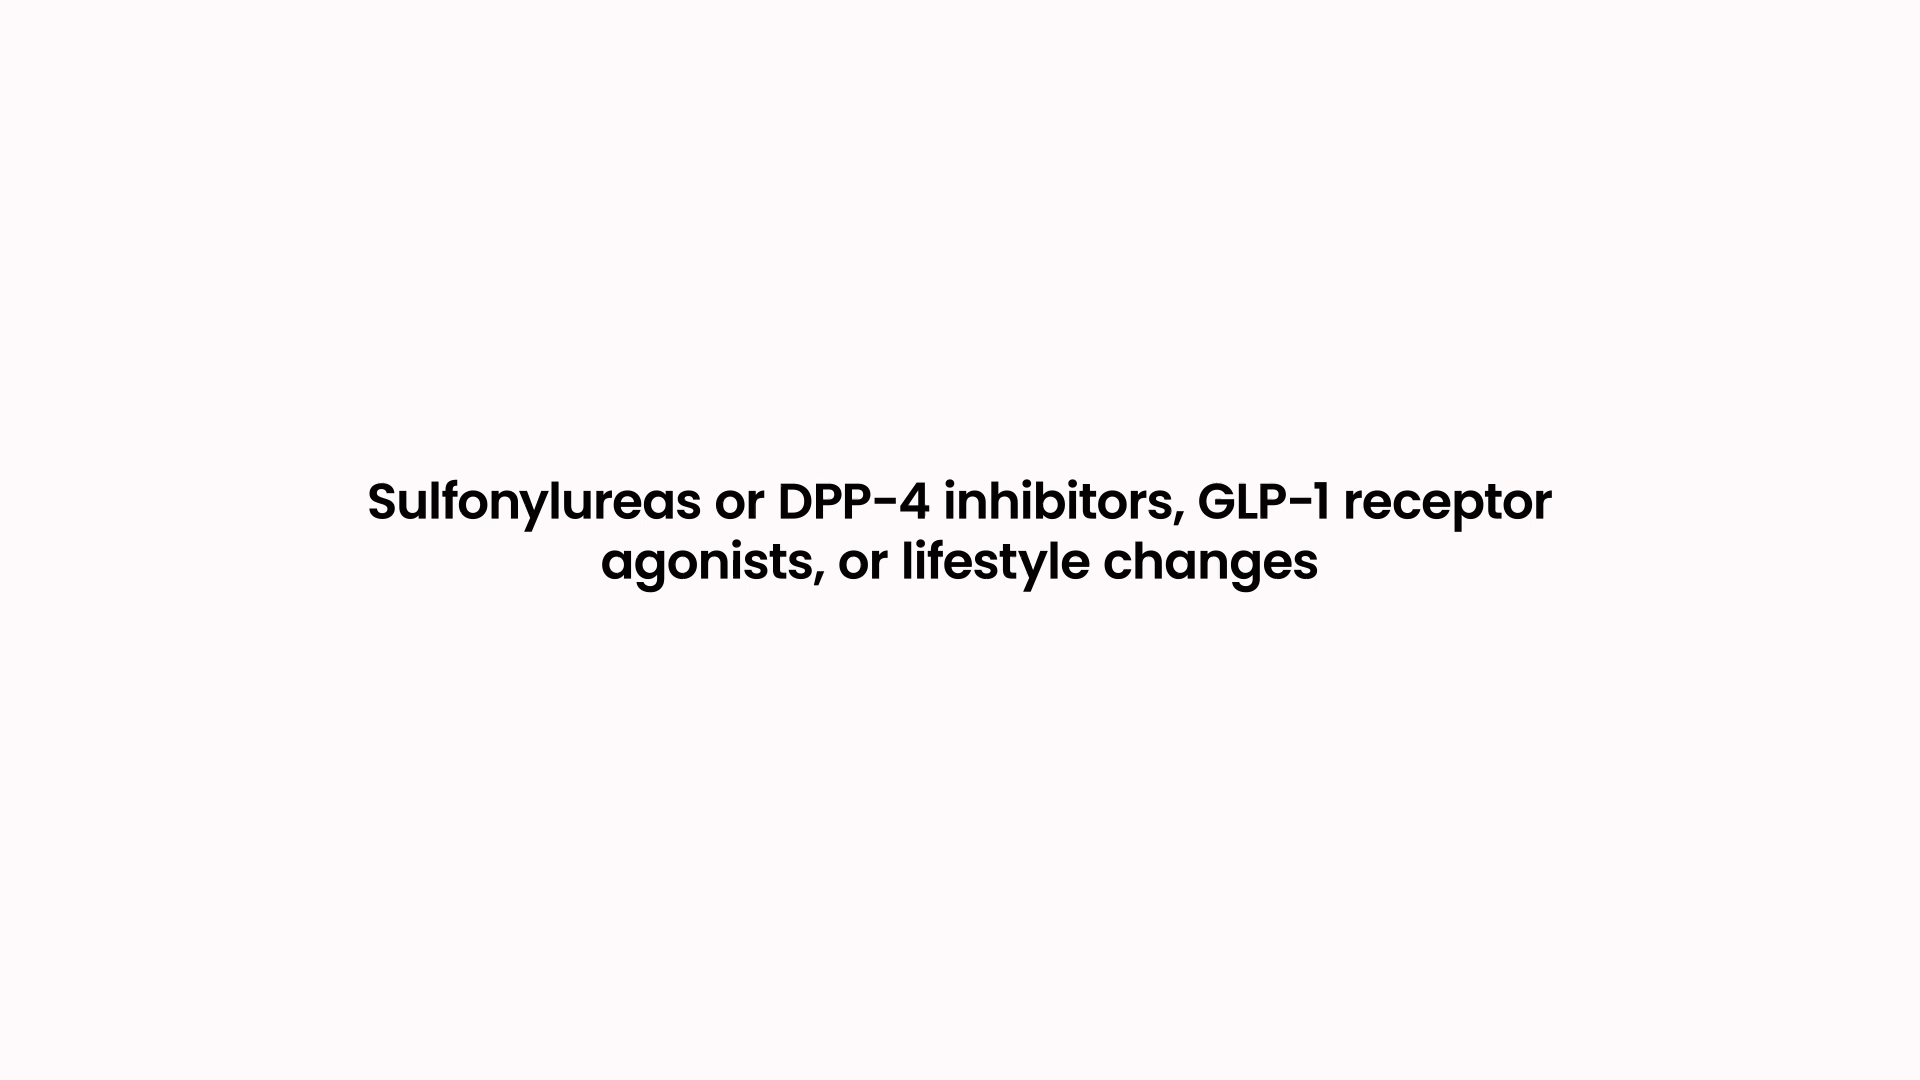 Sulfonylureas or DPP-4 inhibitors, GLP-1 receptor
agonists, or lifestyle changes